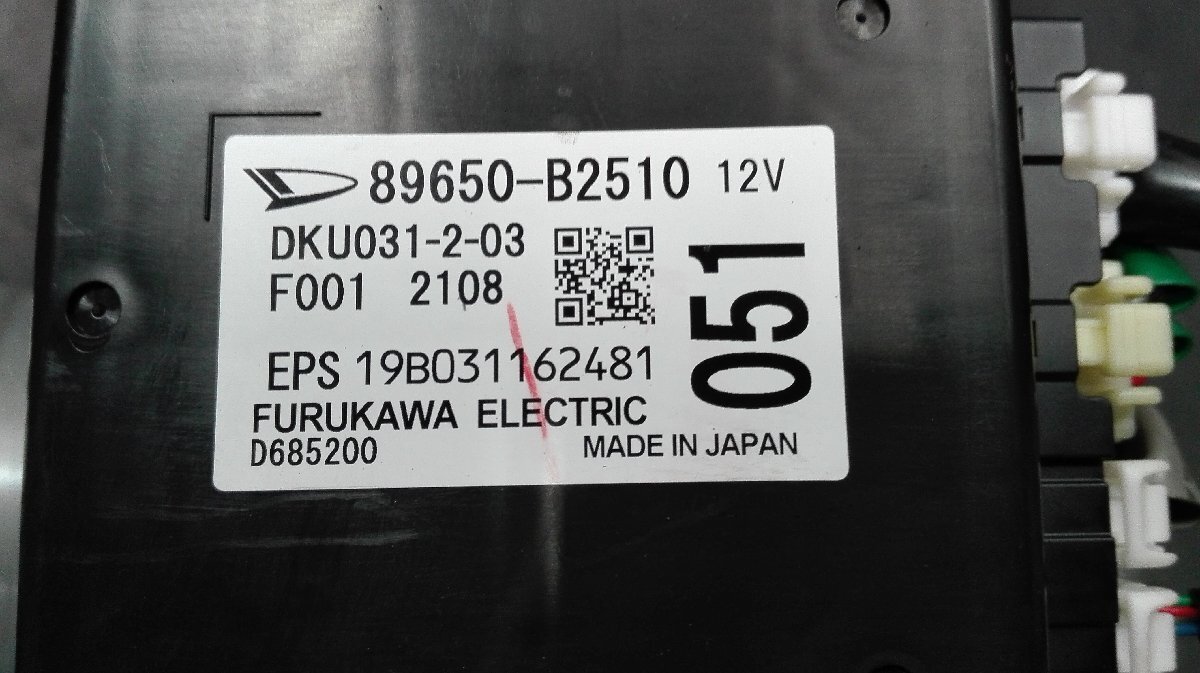 89650-B2510 12V
DKU031-2-03
F001 2108
051
EPS 19B031162481
FURUKAWA ELECTRIC
D685200 MADE IN JAPAN